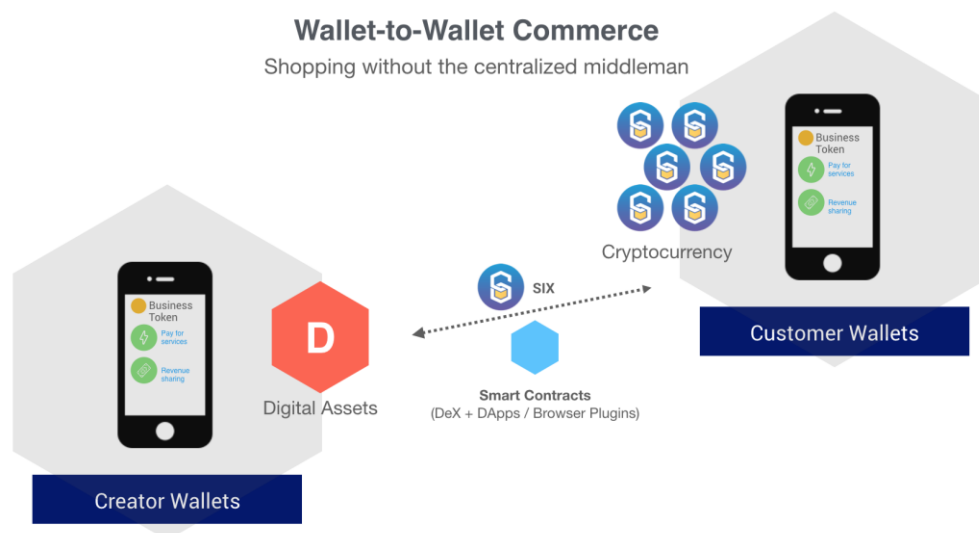 Wallet-to-Wallet Commerce
Shopping without the centralized middleman
Business
Token
Pay for
services
Revenue
sharing
Cryptocurrency
Customer Wallets
SIX
Smart Contracts
(DeX + DApps / Browser Plugins)
Business
Token
Pay for
services
Revenue
sharing
D
Digital Assets
Creator Wallets